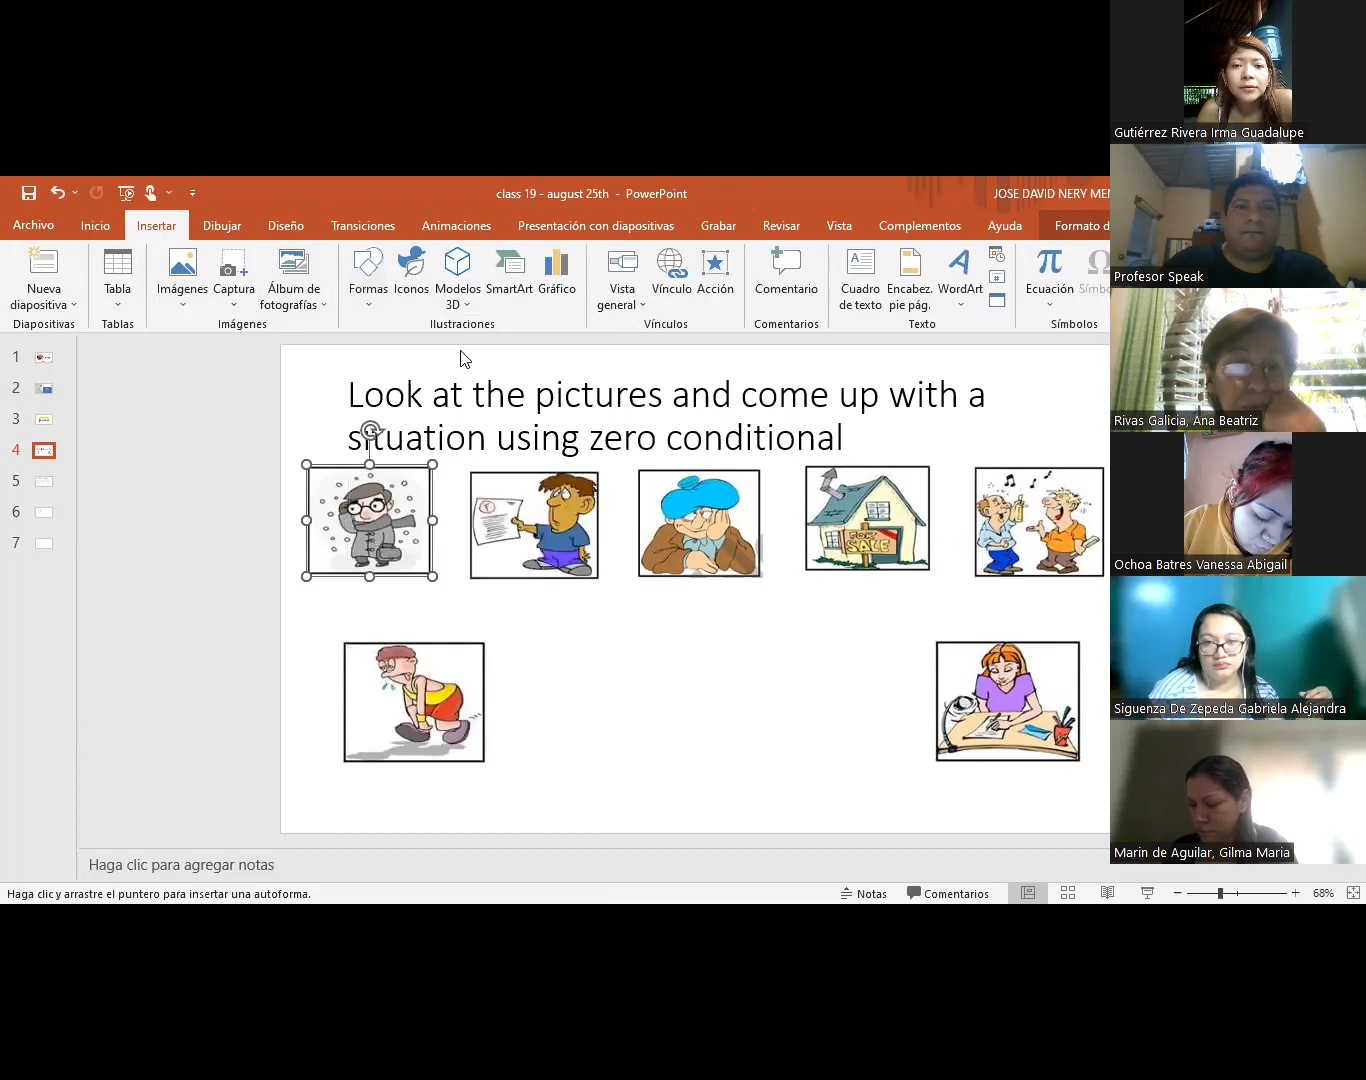 Gutiérrez Rivera Irma Guadalupe
class 19 - august 25th - PowerPoint
JOSE DAVID NERY MEN
Archivo Inicio Insertar Dibujar Diseño Transiciones Animaciones Presentación con diapositivas Grabar Revisar Vista Complementos Ayuda Formato d
Nueva diapositiva
Tabla
Imágenes
Captura
Álbum de fotografías
Formas
Iconos
Modelos 3D
SmartArt
Gráfico
Vista general
Vínculo
Acción
Comentario
Cuadro de texto
Encabez. pie pág.
WordArt
Ecuación
Símbo
Diapositivas Tablas Imágenes Ilustraciones Vínculos Comentarios Texto Símbolos
Profesor Speak
1
2
3
4
5
6
7
Look at the pictures and come up with a
situation using zero conditional
F
FOR
SALE
Rivas Galicia, Ana Beatriz
Ochoa Batres Vanessa Abigail
Siguenza De Zepeda Gabriela Alejandra
Marin de Aguilar, Gilma Maria
Haga clic para agregar notas
Haga clic y arrastre el puntero para insertar una autoforma.
Notas Comentarios 68%